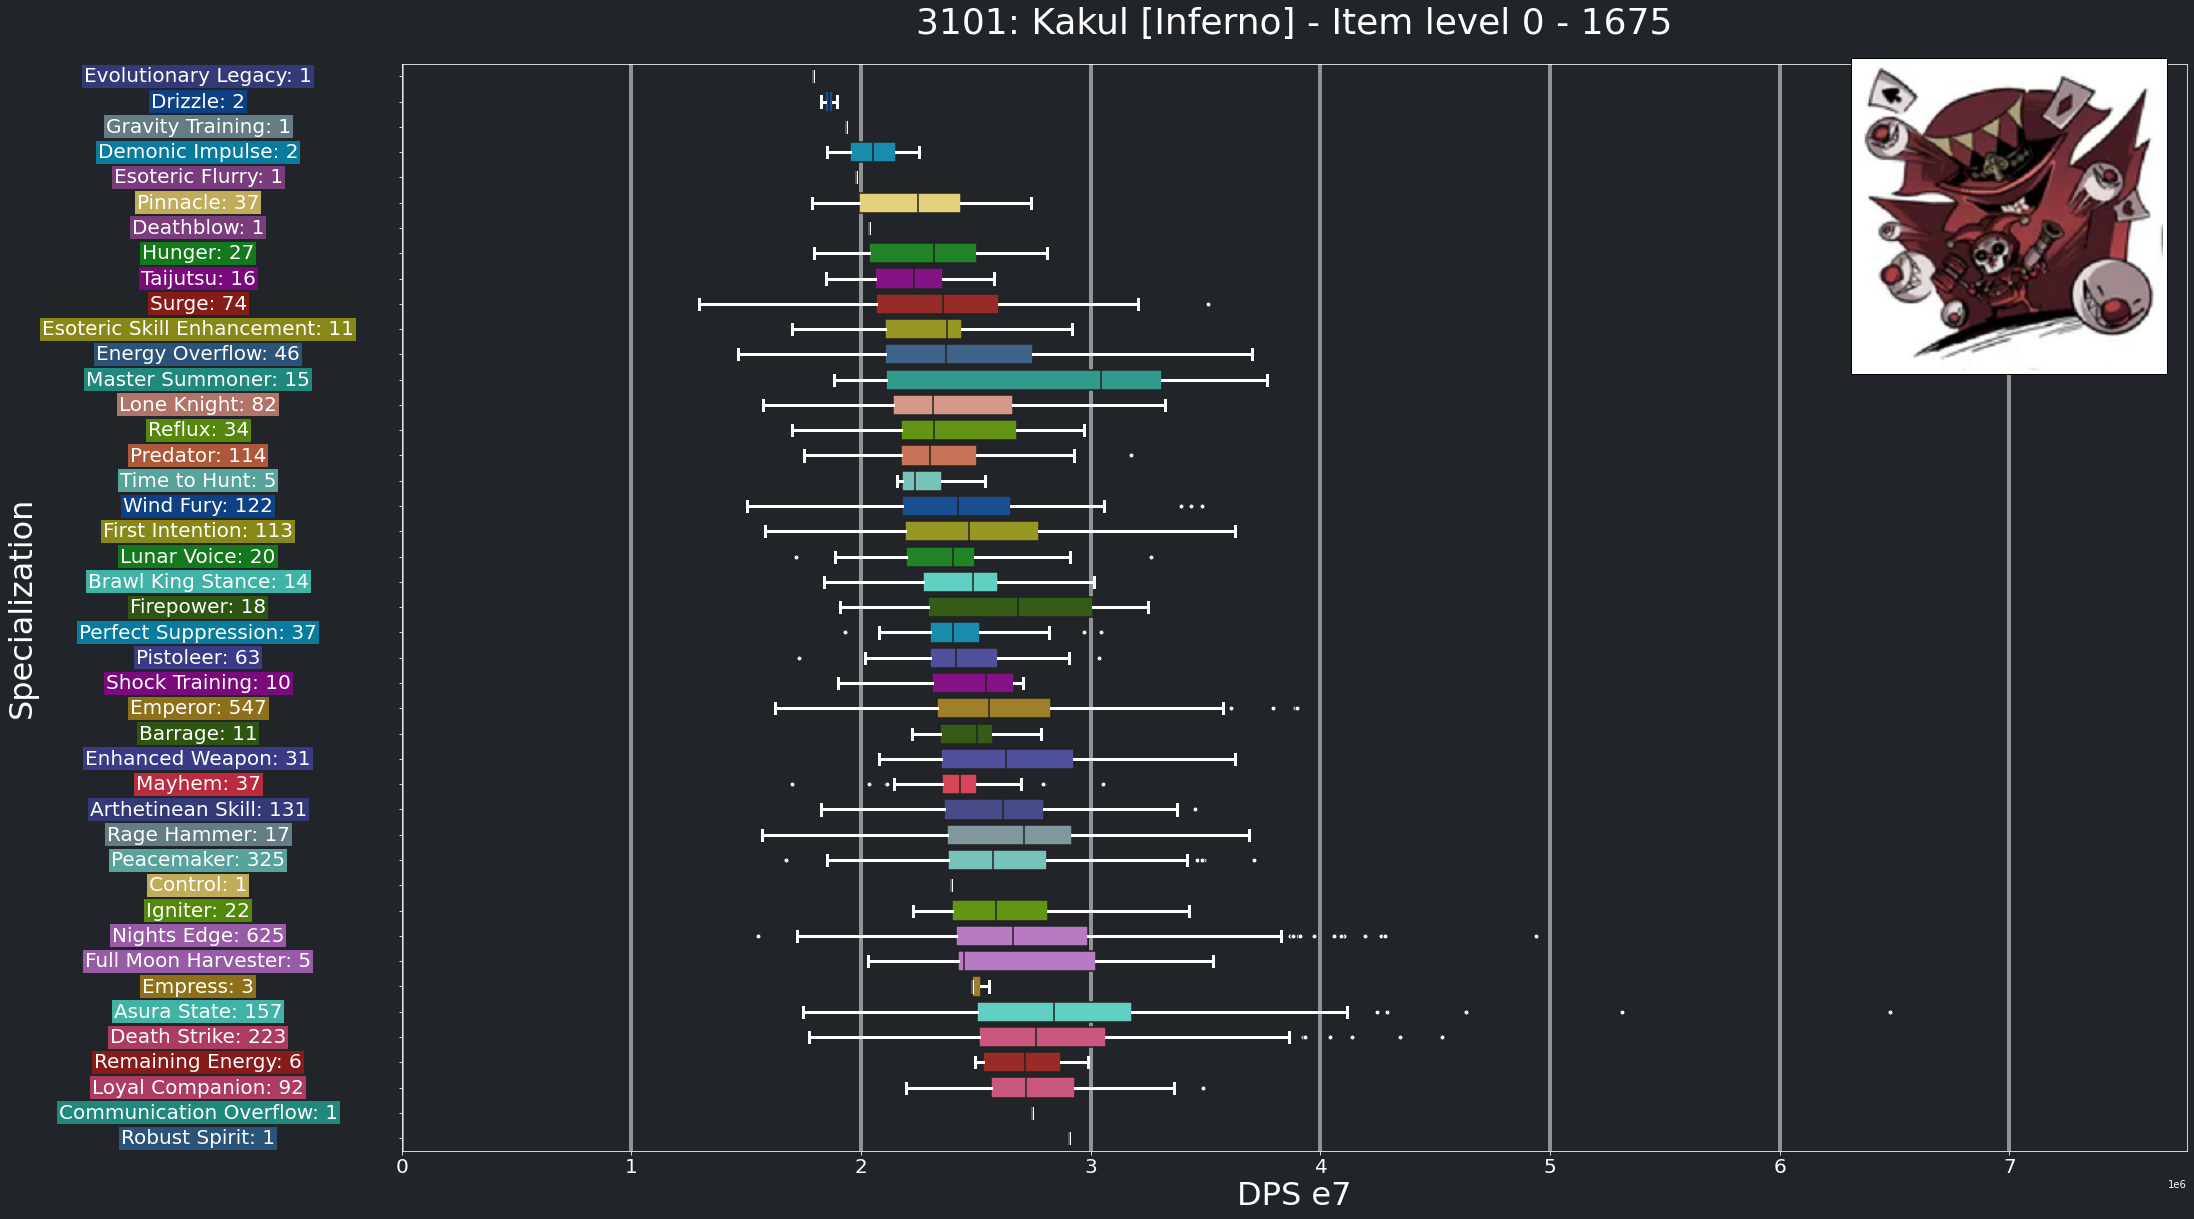 3101: Kakul [Inferno] - Item level 0 - 1675
Specialization
Evolutionary Legacy: 1
Drizzle: 2
Gravity Training: 1
Demonic Impulse: 2
Esoteric Flurry: 1
Pinnacle: 37
Deathblow: 1
Hunger: 27
Taijutsu: 16
Surge: 74
Esoteric Skill Enhancement: 11
Energy Overflow: 46
Master Summoner: 15
Lone Knight: 82
Reflux: 34
Predator: 114
Time to Hunt: 5
Wind Fury: 122
First Intention: 113
Lunar Voice: 20
Brawl King Stance: 14
Firepower: 18
Perfect Suppression: 37
Pistoleer: 63
Shock Training: 10
Emperor: 547
Barrage: 11
Enhanced Weapon: 31
Mayhem: 37
Arthetinean Skill: 131
Rage Hammer: 17
Peacemaker: 325
Control: 1
Igniter: 22
Nights Edge: 625
Full Moon Harvester: 5
Empress: 3
Asura State: 157
Death Strike: 223
Remaining Energy: 6
Loyal Companion: 92
Communication Overflow: 1
Robust Spirit: 1
0 1 2 3 4 5 6 7
DPS e7
1e6